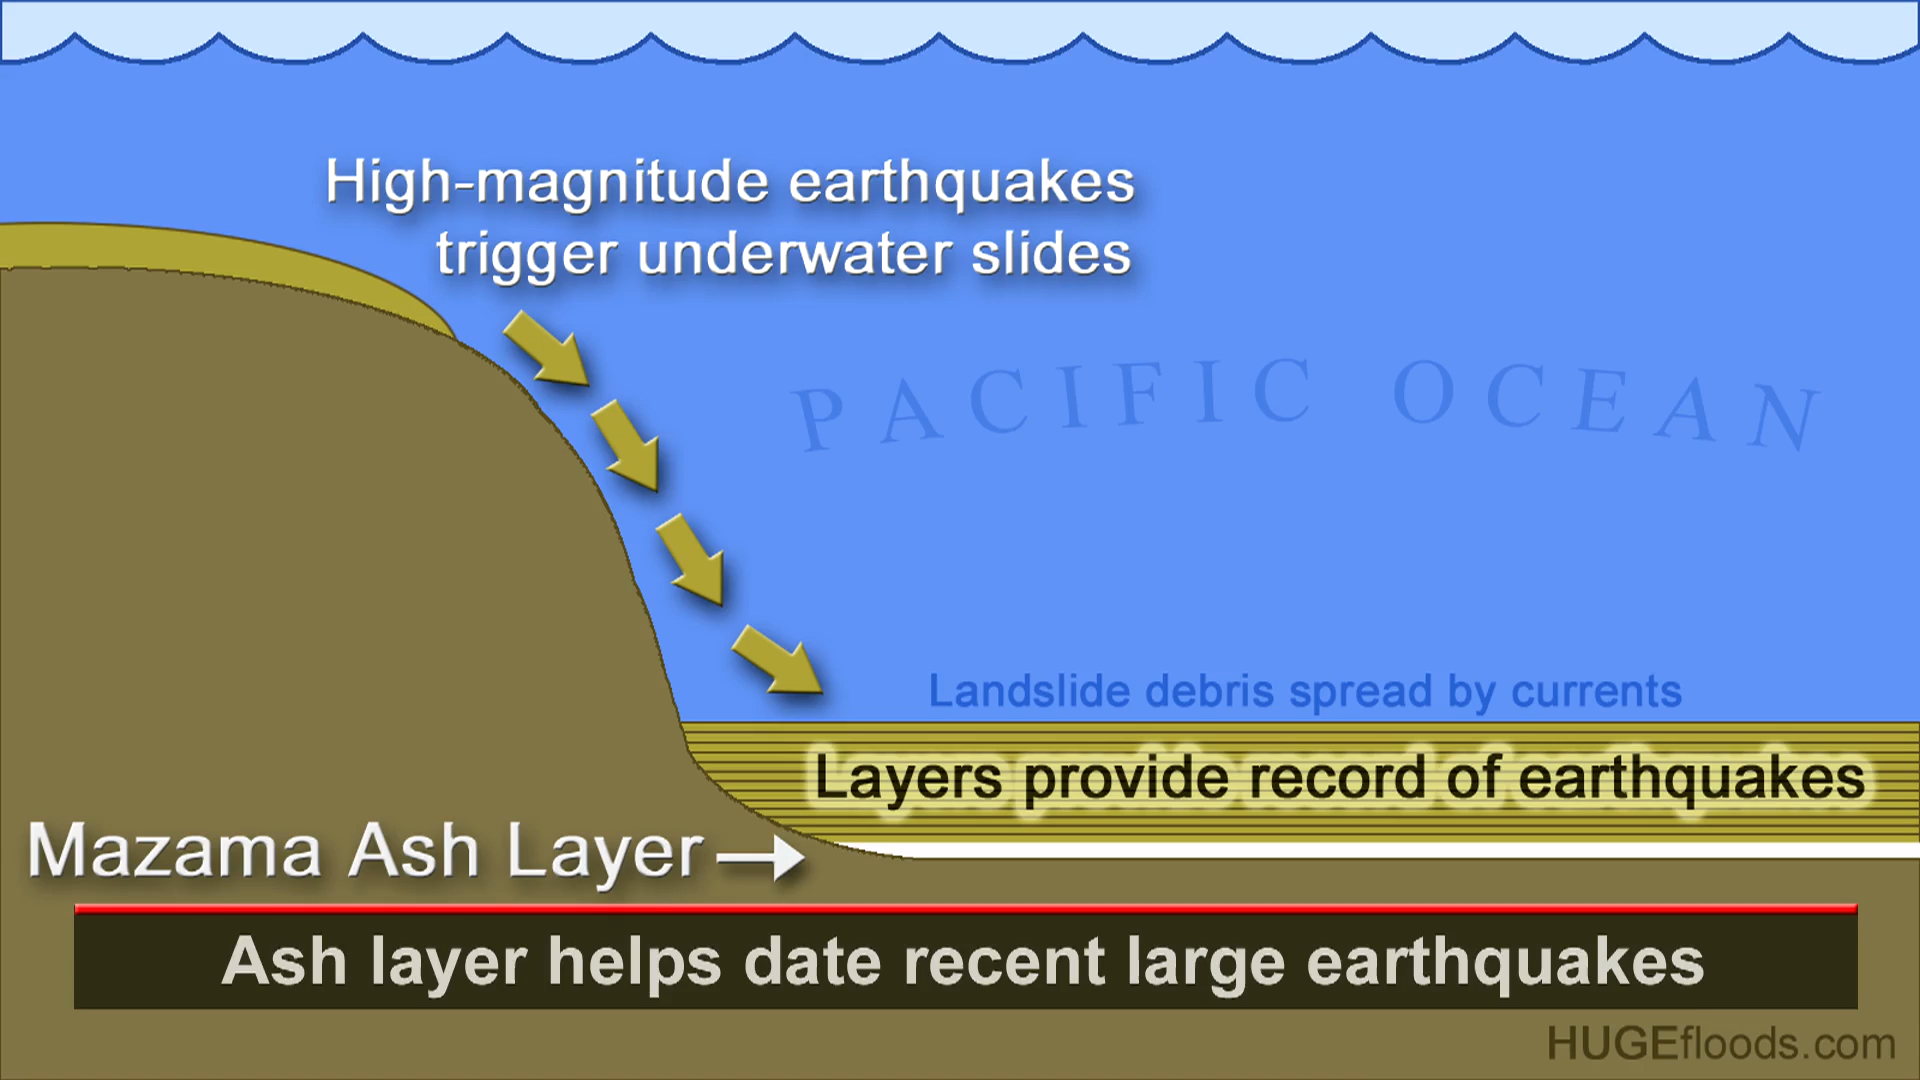 High-magnitude earthquakes
trigger underwater slides
PACIFIC OCEAN
Landslide debris spread by currents
Layers provide record of earthquakes
Mazama Ash Layer
Ash layer helps date recent large earthquakes
HUGEfloods.com